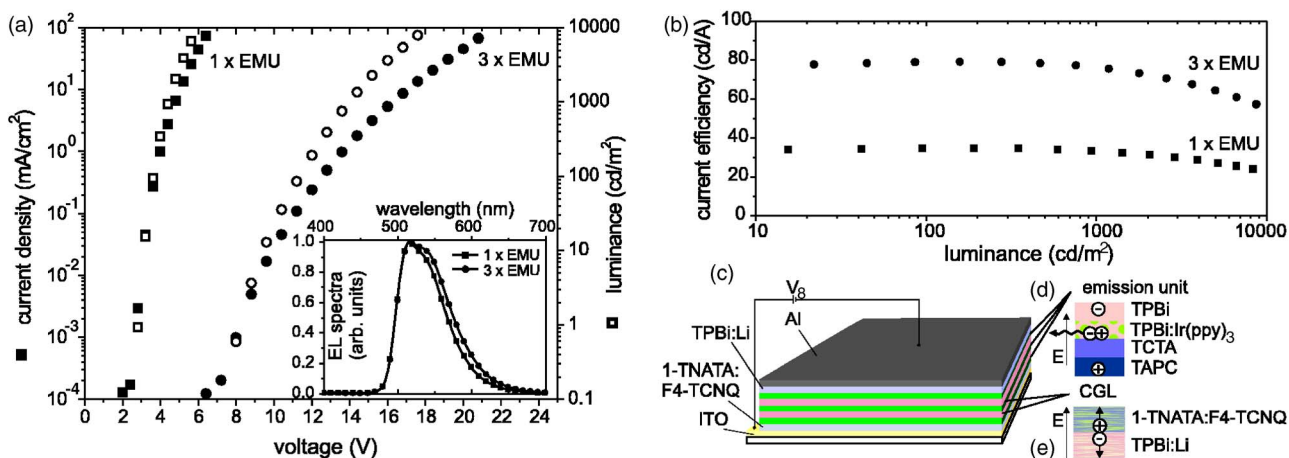 (a)
current density (mA/cm²)
10²
10¹
10⁰
10⁻¹
10⁻²
10⁻³
10⁻⁴
0 2 4 6 8 10 12 14 16 18 20 22 24
voltage (V)
1 x EMU
3 x EMU
10000
1000
100
10
1
0.1
luminance (cd/m²)
wavelength (nm)
400 500 600 700
EL spectra
(arb. units)
1.0
0.8
0.6
0.4
0.2
0.0
1 x EMU
3 x EMU
(b)
current efficiency (cd/A)
100
80
60
40
20
0
3 x EMU
1 x EMU
10 100 1000 10000
luminance (cd/m²)
(c)
V8
Al
TPBi:Li
1-TNATA:
F4-TCNQ
ITO
(d)
emission unit
TPBi
TPBi:Ir(ppy)₃
TCTA
TAPC
E
CGL
E
1-TNATA:F4-TCNQ
TPBi:Li
(e)